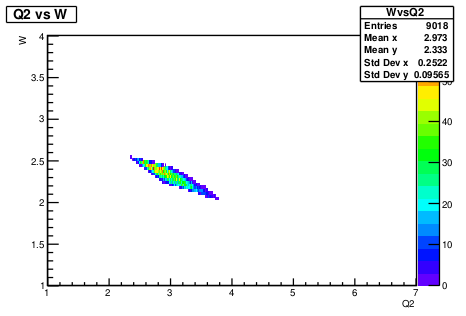 Q2 vs W
WvsQ2
Entries 9018
Mean x 2.973
Mean y 2.333
Std Dev x 0.2522
Std Dev y 0.09565
W
4
3.5
3
2.5
2
1.5
1
1 2 3 4 5 6 7
Q2
50
40
30
20
10
0